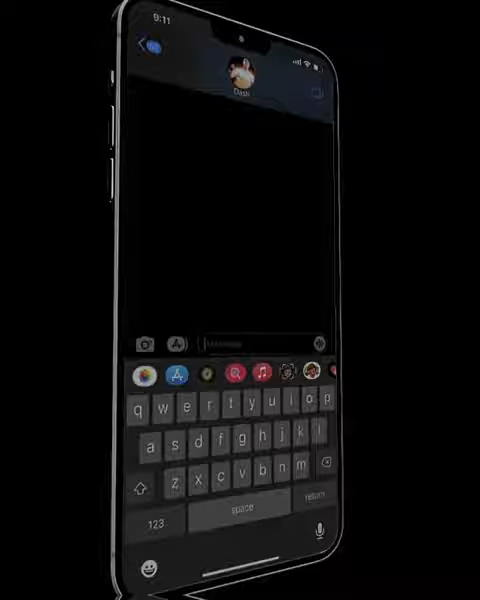 9:11
Dash
q w e r t y u i o p
a s d f g h j k l
z x c v b n m
123 space return